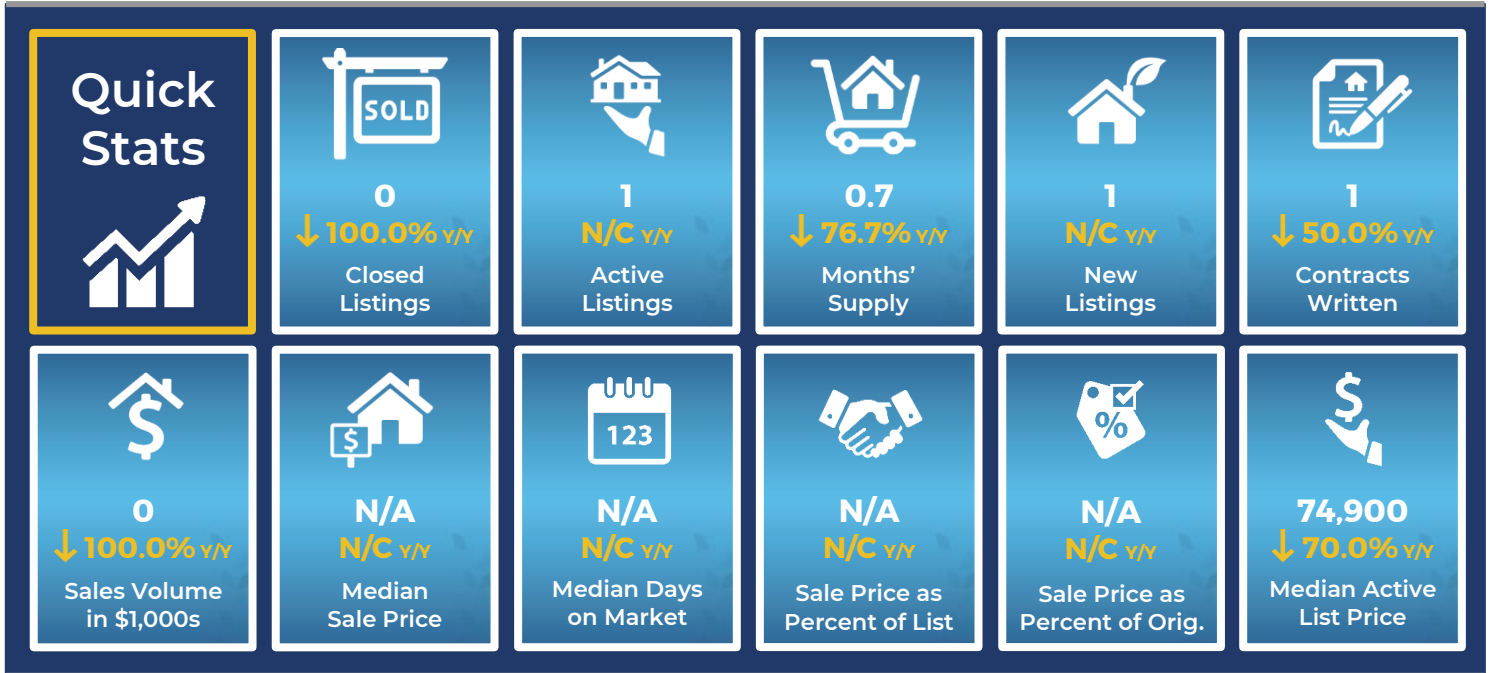 Quick
Stats
SOLD
0
↓ 100.0% Y/Y
Closed
Listings
1
N/C Y/Y
Active
Listings
0.7
↓ 76.7% Y/Y
Months’
Supply
1
N/C Y/Y
New
Listings
1
↓ 50.0% Y/Y
Contracts
Written
$
0
↓ 100.0% Y/Y
Sales Volume
in $1,000s
$
N/A
N/C Y/Y
Median
Sale Price
123
N/A
N/C Y/Y
Median Days
on Market
N/A
N/C Y/Y
Sale Price as
Percent of List
%
N/A
N/C Y/Y
Sale Price as
Percent of Orig.
$
74,900
↓ 70.0% Y/Y
Median Active
List Price